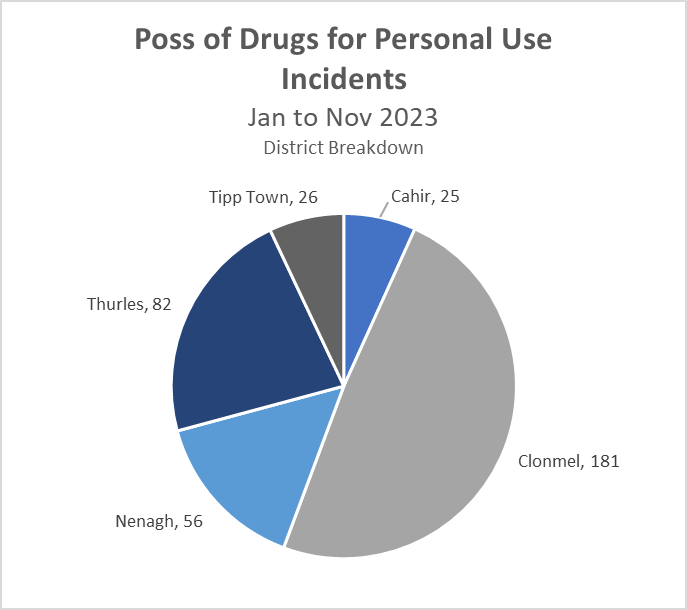 Poss of Drugs for Personal Use
Incidents
Jan to Nov 2023
District Breakdown
Tipp Town, 26
Cahir, 25
Thurles, 82
Clonmel, 181
Nenagh, 56